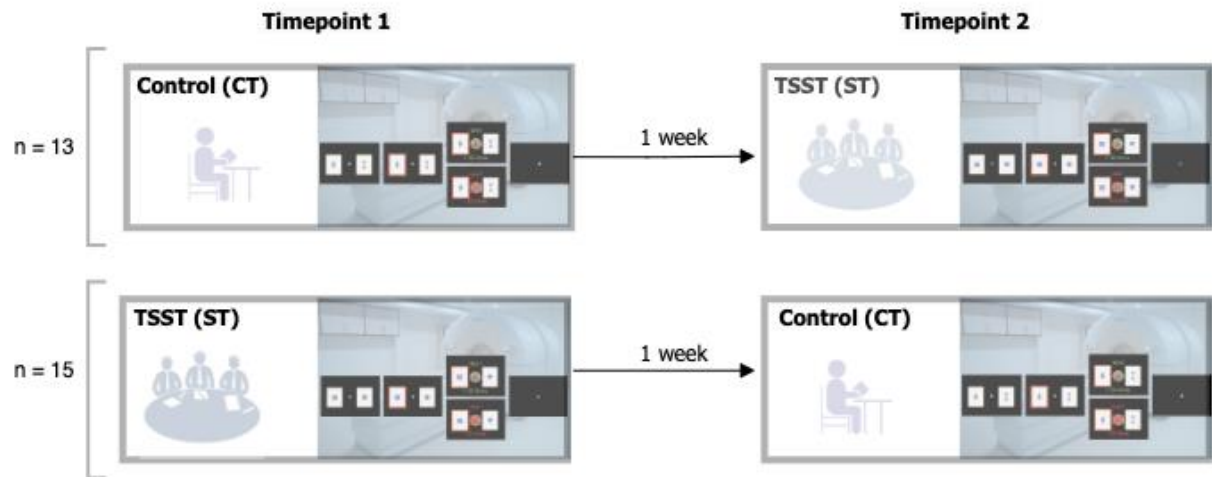 Timepoint 1
Timepoint 2
n = 13
Control (CT)
1 week
TSST (ST)
n = 15
TSST (ST)
1 week
Control (CT)